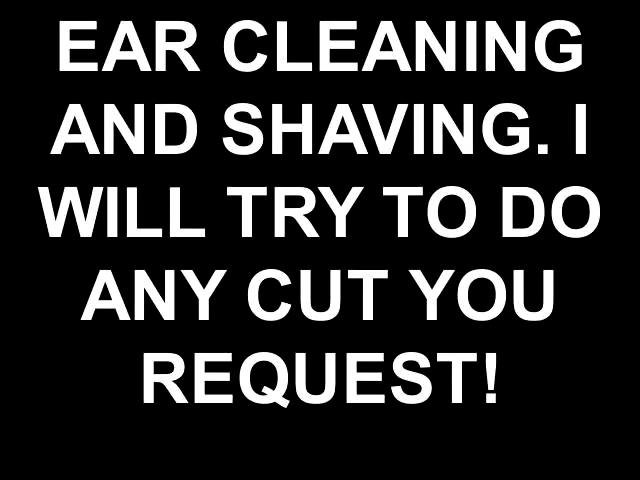 EAR CLEANING
AND SHAVING. I
WILL TRY TO DO
ANY CUT YOU
REQUEST!